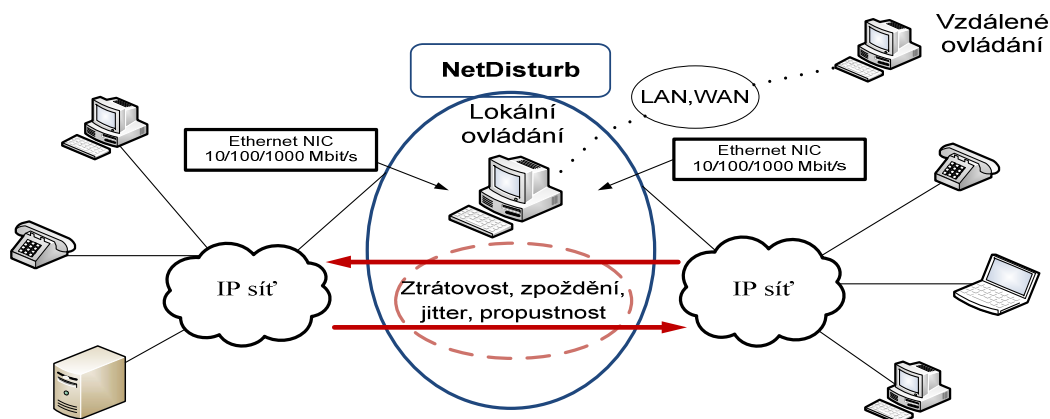 Vzdálené
ovládání
NetDisturb
LAN,WAN
Lokální
ovládání
Ethernet NIC
10/100/1000 Mbit/s
Ethernet NIC
10/100/1000 Mbit/s
IP síť
Ztrátovost, zpoždění,
jitter, propustnost
IP síť